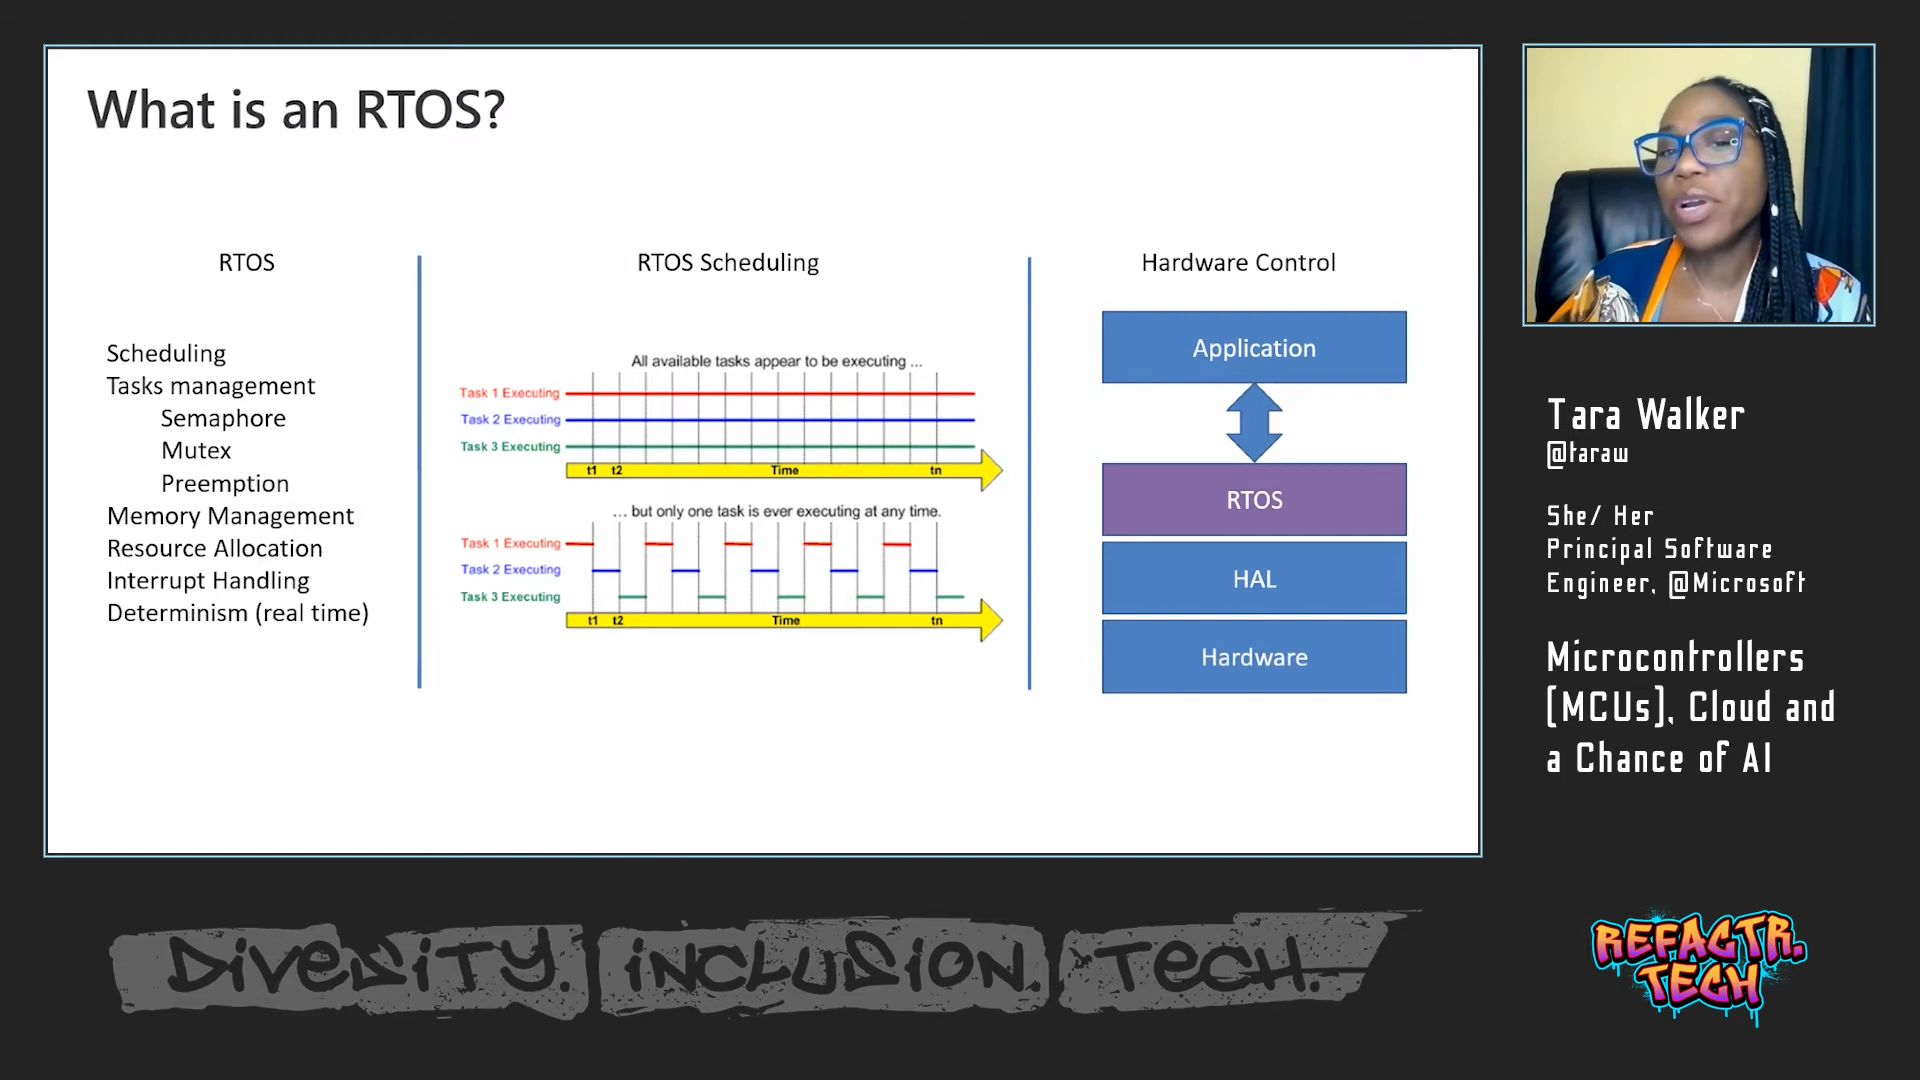 What is an RTOS?
RTOS
Scheduling
Tasks management
Semaphore
Mutex
Preemption
Memory Management
Resource Allocation
Interrupt Handling
Determinism (real time)
RTOS Scheduling
All available tasks appear to be executing ...
Task 1 Executing
Task 2 Executing
Task 3 Executing
t1 t2 Time tn
... but only one task is ever executing at any time.
Task 1 Executing
Task 2 Executing
Task 3 Executing
t1 t2 Time tn
Hardware Control
Application
RTOS
HAL
Hardware
Tara Walker
@taraw
She/ Her
Principal Software
Engineer, @Microsoft
Microcontrollers
(MCUs), Cloud and
a Chance of AI
DIVERSITY. INCLUSION. TECH.
REFACTR.
TECH